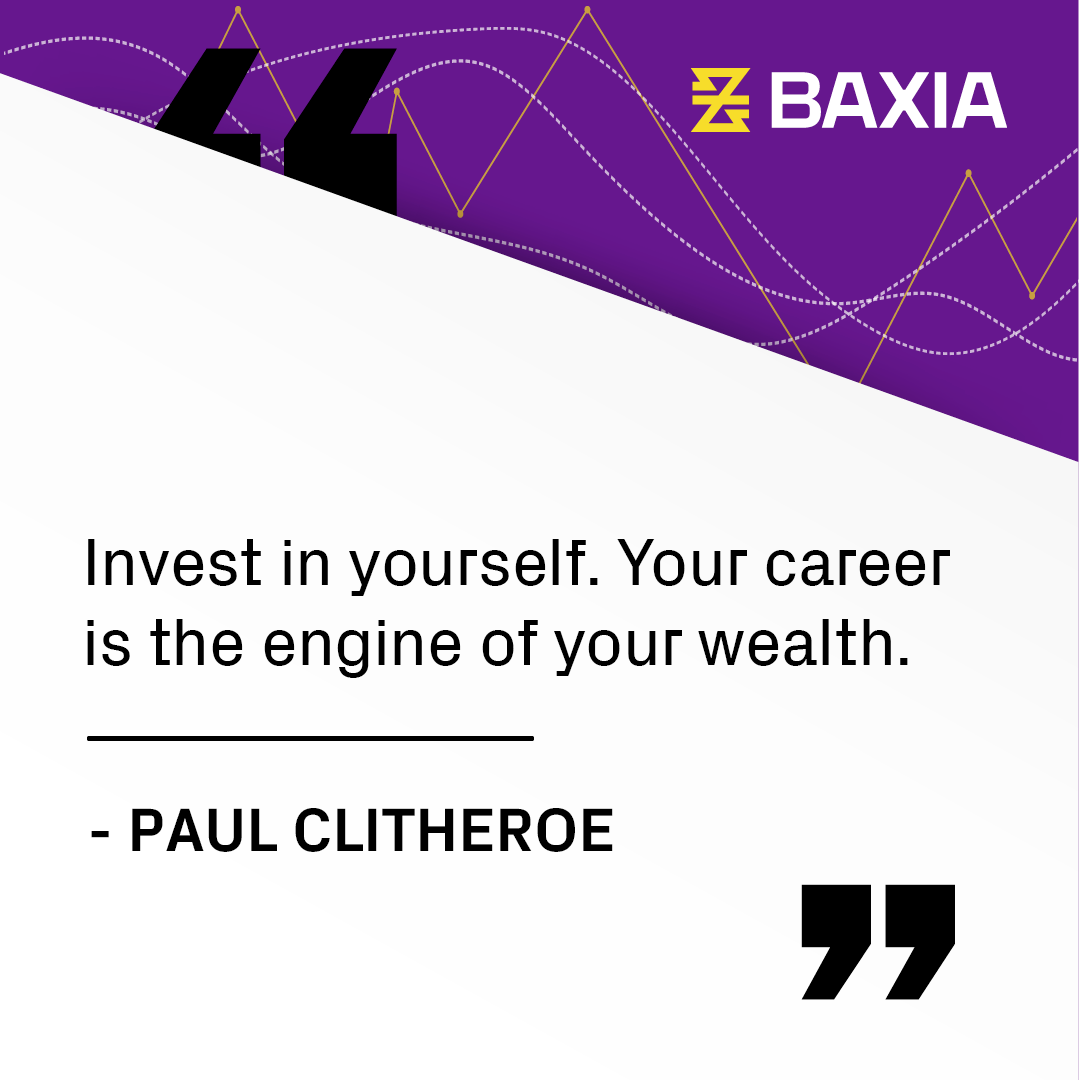 BAXIA
“
Invest in yourself. Your career
is the engine of your wealth.
- PAUL CLITHEROE
”